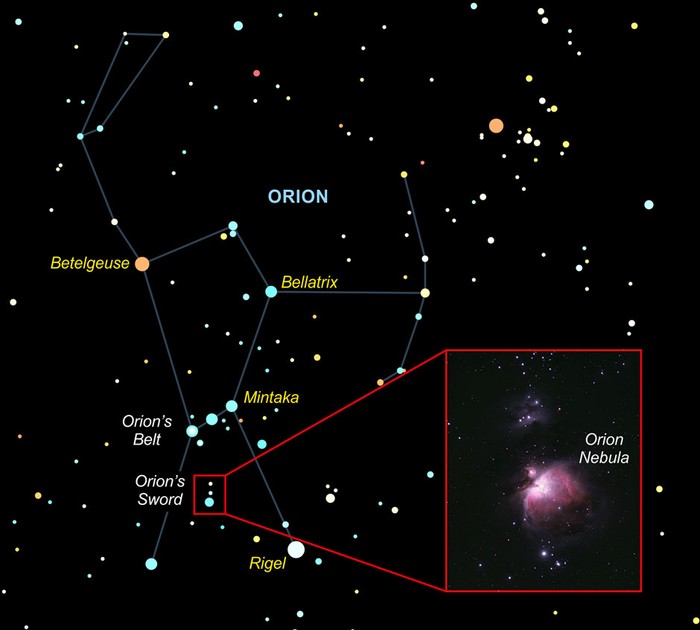 ORION
Betelgeuse
Bellatrix
Mintaka
Orion's
Belt
Orion
Nebula
Orion's
Sword
Rigel